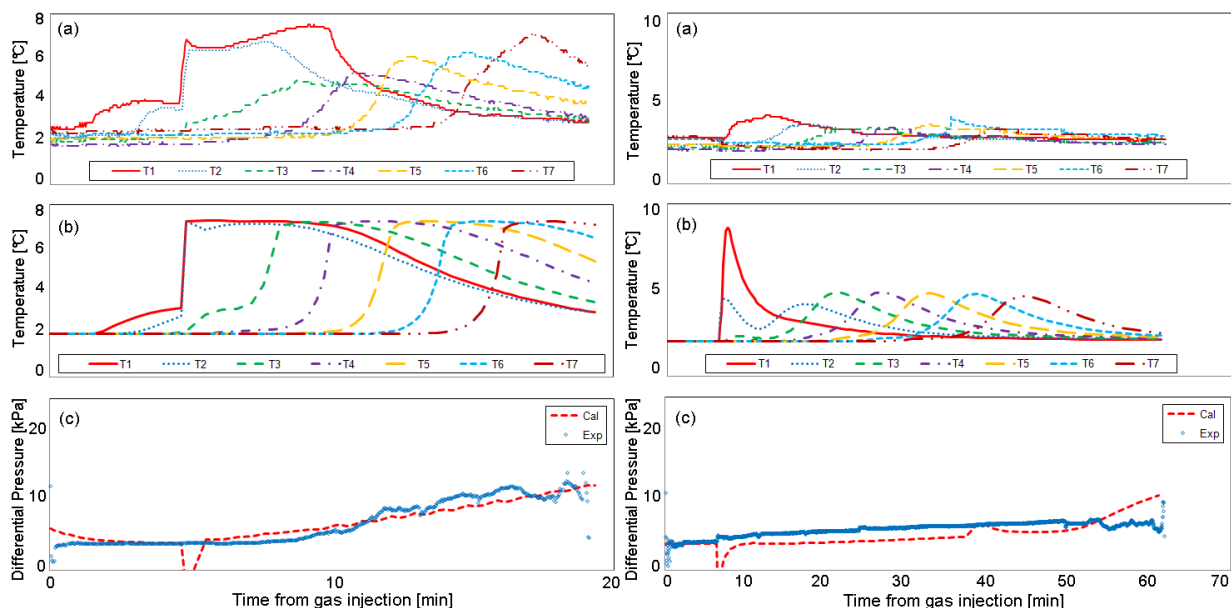 (a)
Temperature [℃]
8
6
4
2
0
T1 T2 T3 T4 T5 T6 T7
(b)
Temperature [℃]
8
6
4
2
0
T1 T2 T3 T4 T5 T6 T7
(c)
Differential Pressure [kPa]
20
10
0
Cal
Exp
0 10 20
Time from gas injection [min]
(a)
Temperature [℃]
10
5
0
T1 T2 T3 T4 T5 T6 T7
(b)
Temperature [℃]
10
5
0
T1 T2 T3 T4 T5 T6 T7
(c)
Differential Pressure [kPa]
20
10
0
Cal
Exp
0 10 20 30 40 50 60 70
Time from gas injection [min]